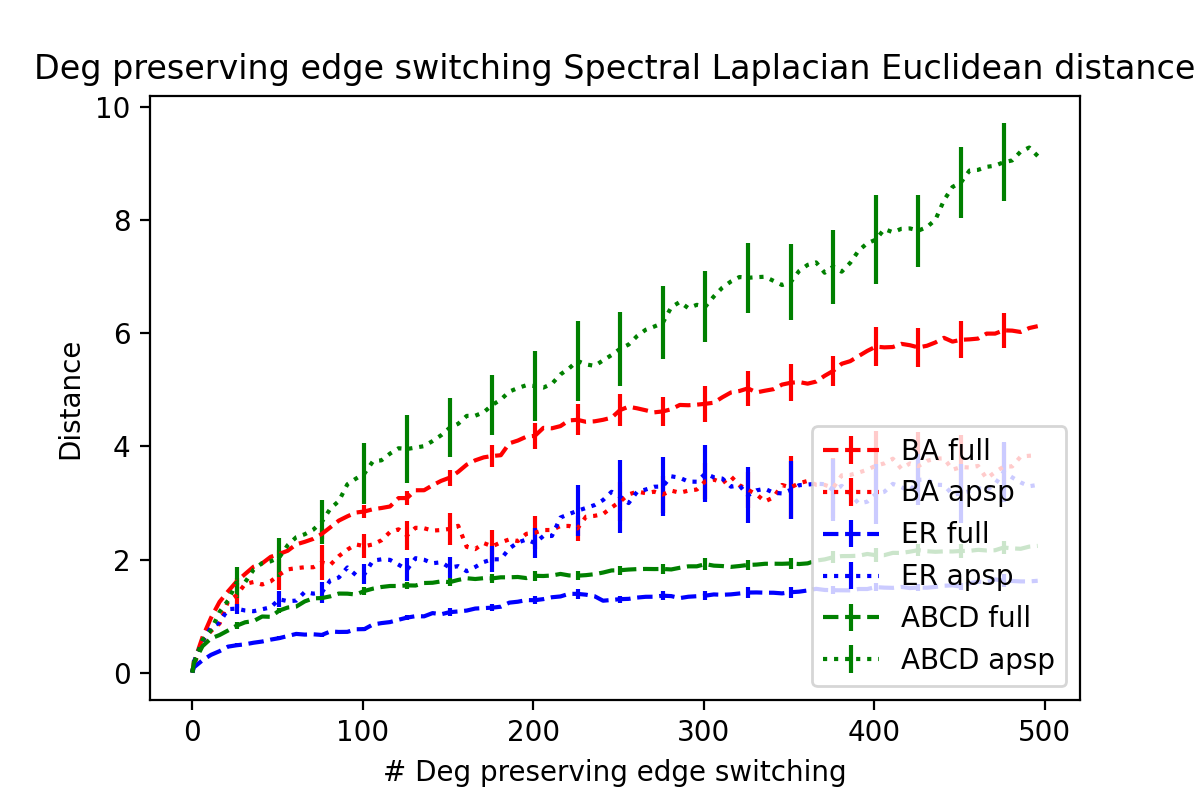 Deg preserving edge switching Spectral Laplacian Euclidean distance
10
8
6
4
2
0
Distance
BA full
BA apsp
ER full
ER apsp
ABCD full
ABCD apsp
0 100 200 300 400 500
# Deg preserving edge switching